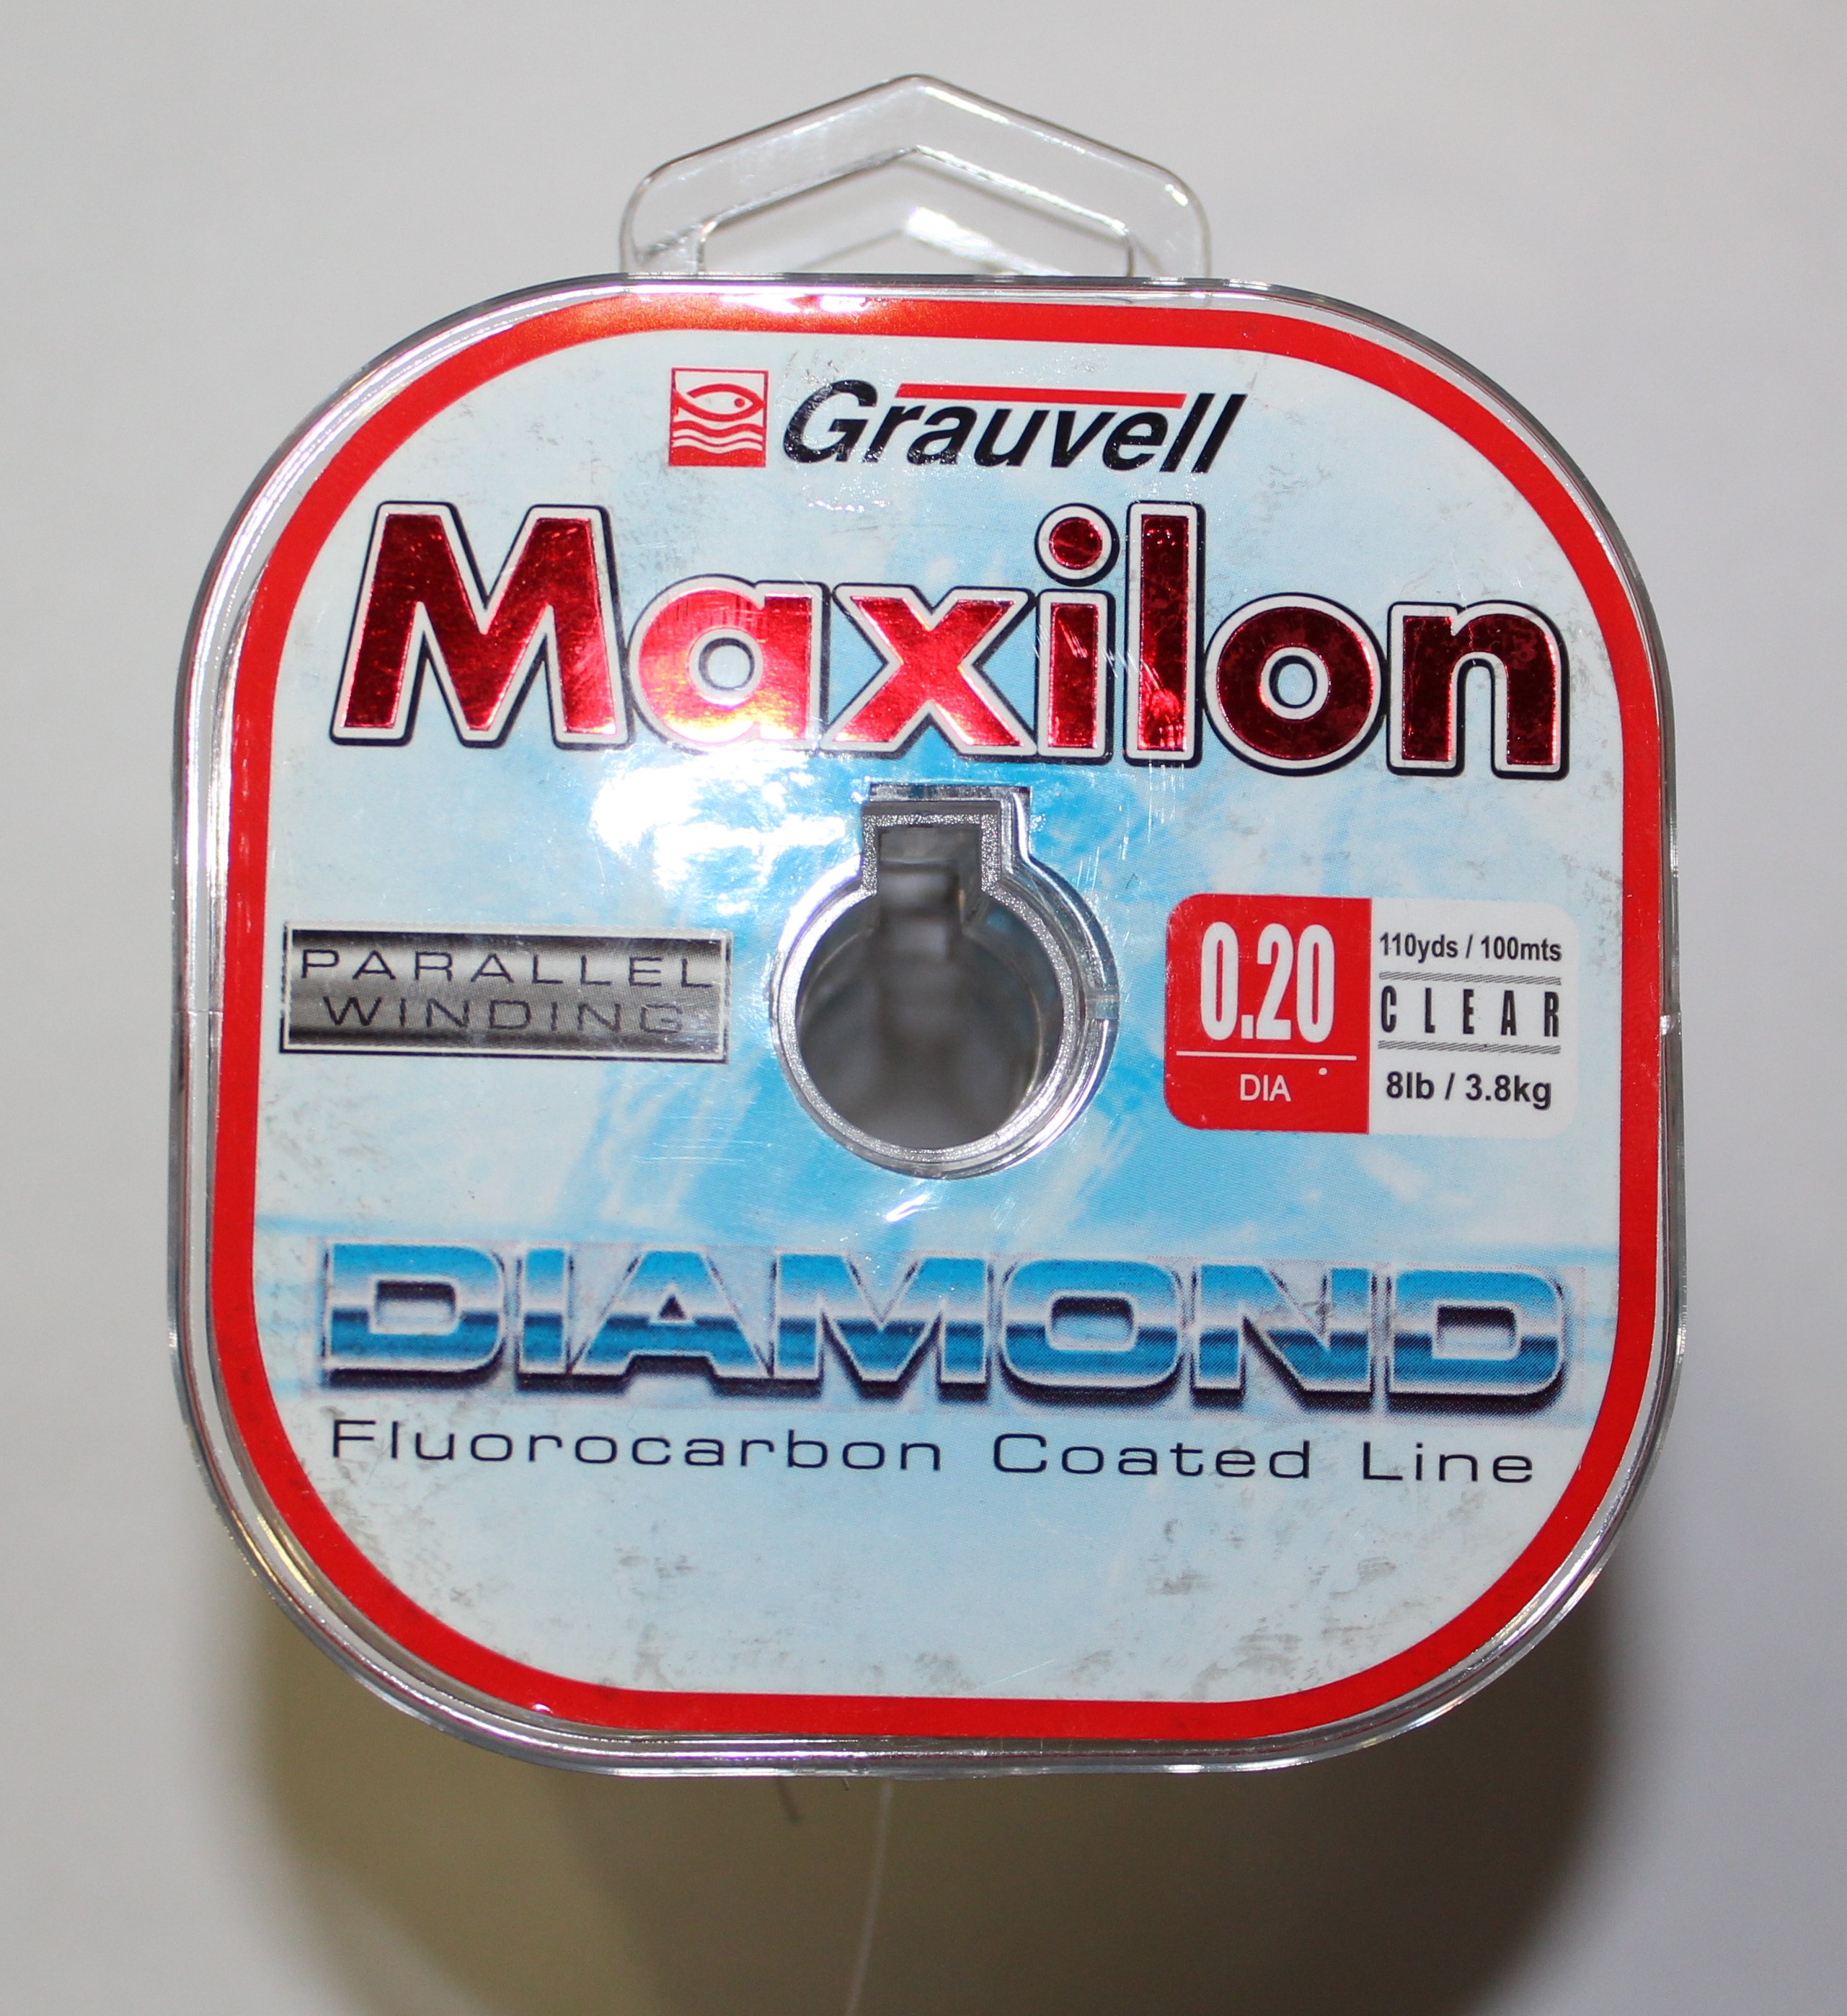 Grauvell
Maxilon
PARALLEL
WINDING
0.20
DIA
110yds / 100mts
CLEAR
8lb / 3.8kg
DIAMOND
Fluorocarbon Coated Line